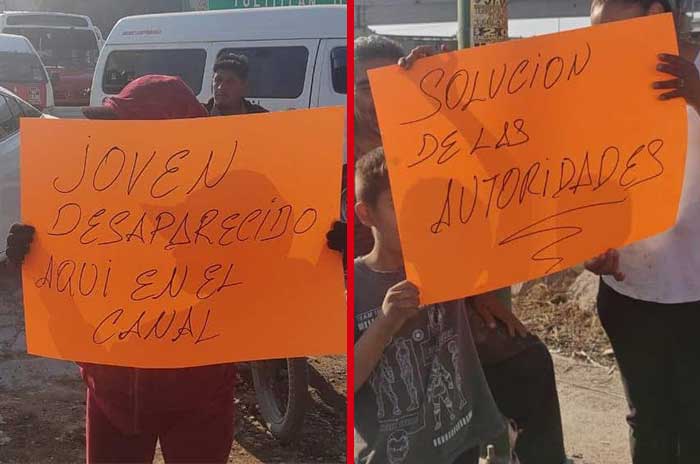 JOVEN
DESAPARECIDO
AQUI EN EL
CANAL
SOLUCION
DE LAS
AUTORIDADES